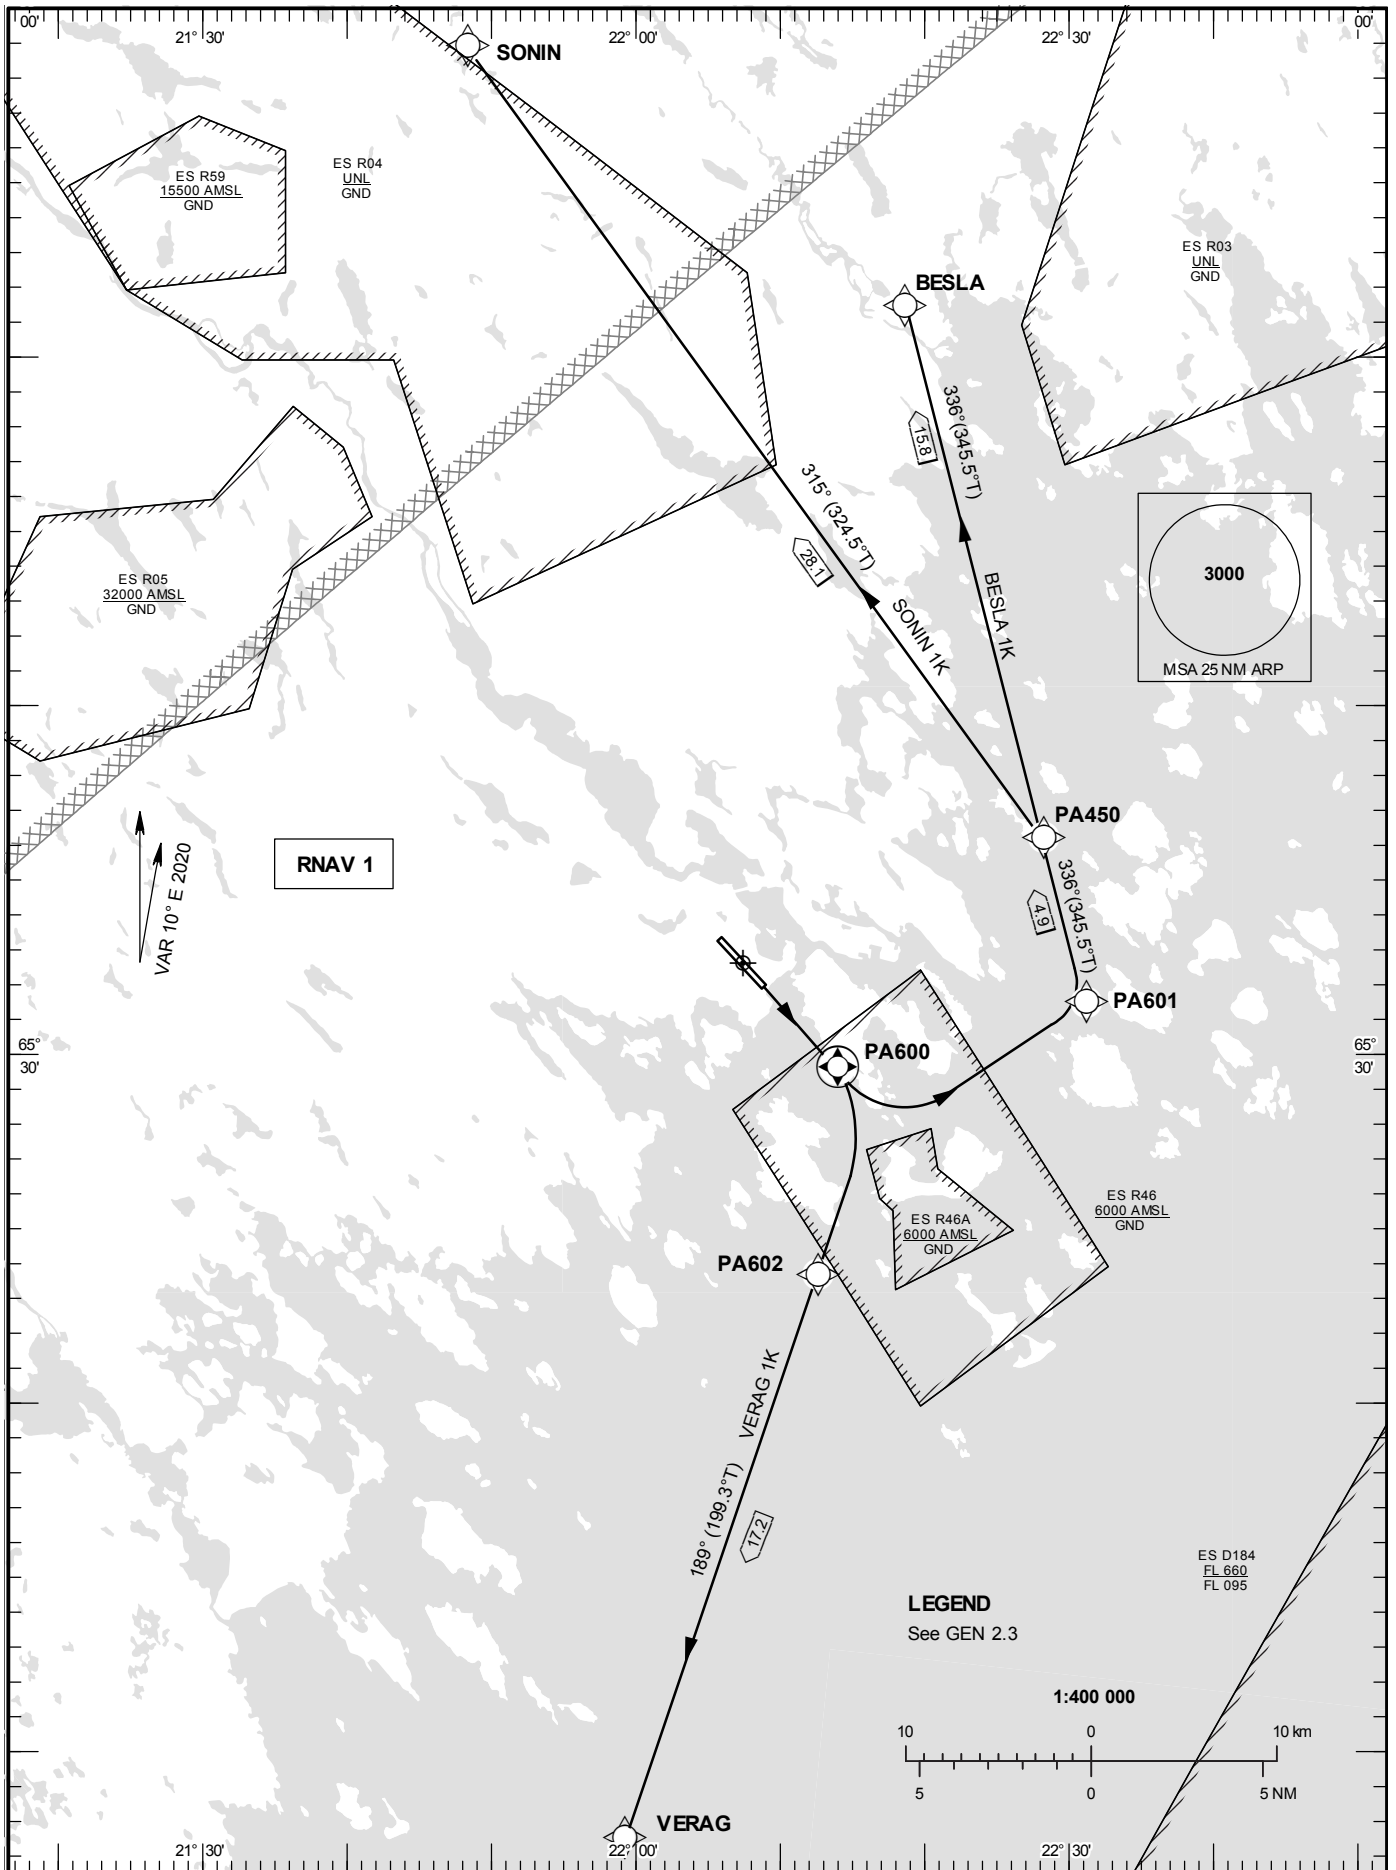 00'
21° 30'
22° 00'
22° 30'
00'
SONIN
ES R59
15500 AMSL
GND
ES R04
UNL
GND
ES R03
UNL
GND
BESLA
336°(345.5°T)
15.8
315° (324.5°T)
28.1
ES R05
32000 AMSL
GND
3000
MSA 25 NM ARP
SONIN 1K
BESLA 1K
PA450
RNAV 1
VAR 10° E 2020
336°(345.5°T)
4.9
PA601
65°
30'
PA600
65°
30'
ES R46
6000 AMSL
GND
ES R46A
6000 AMSL
GND
PA602
VERAG 1K
189° (199.3°T)
17.2
ES D184
FL 660
FL 095
LEGEND
See GEN 2.3
1:400 000
10 0 10 km
5 0 5 NM
VERAG
21° 30'
22° 00'
22° 30'